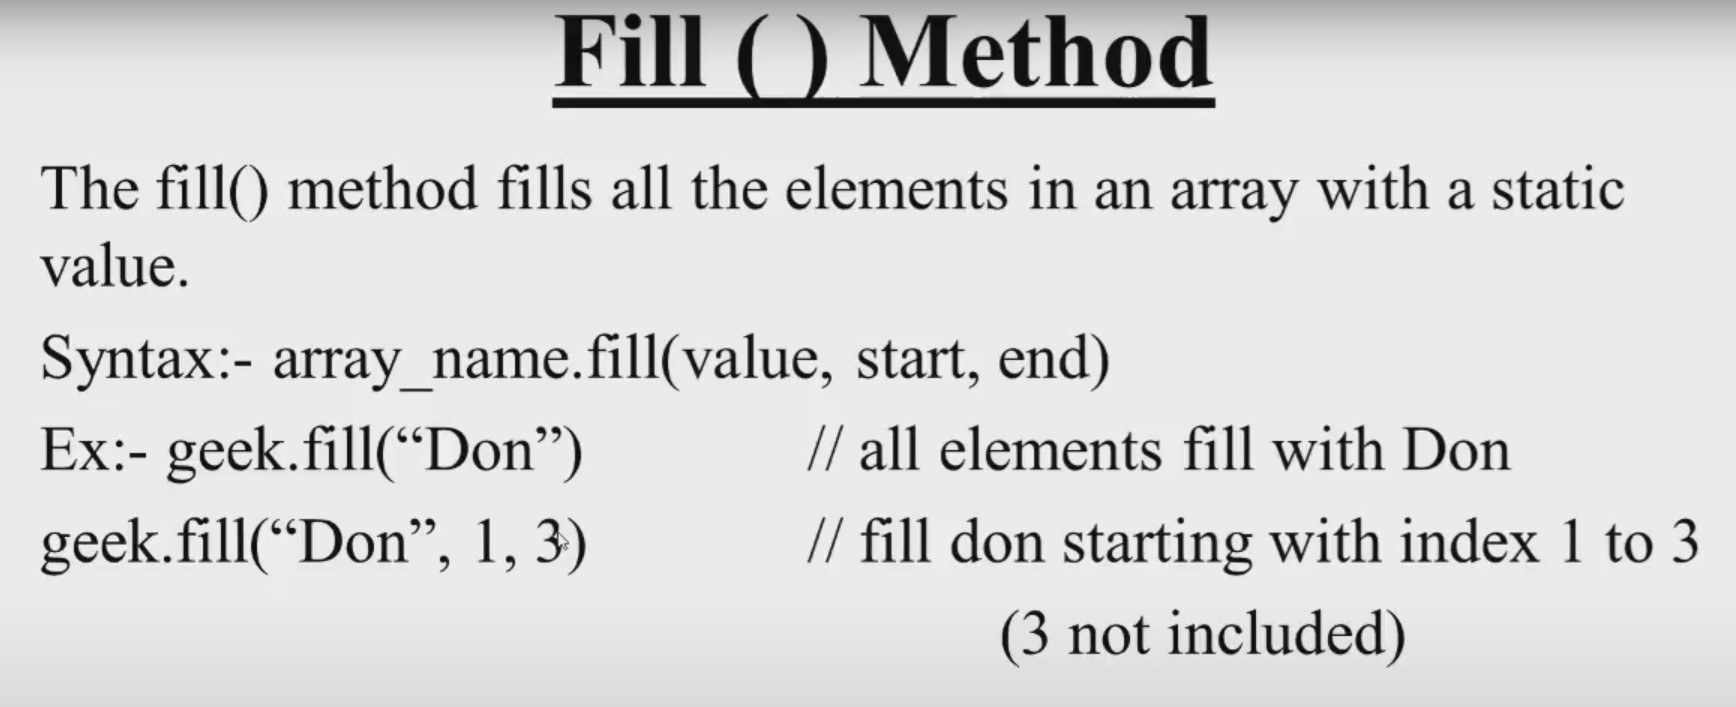 Fill ( ) Method
The fill() method fills all the elements in an array with a static
value.
Syntax:- array_name.fill(value, start, end)
Ex:- geek.fill(“Don”) // all elements fill with Don
geek.fill(“Don”, 1, 3) // fill don starting with index 1 to 3
(3 not included)